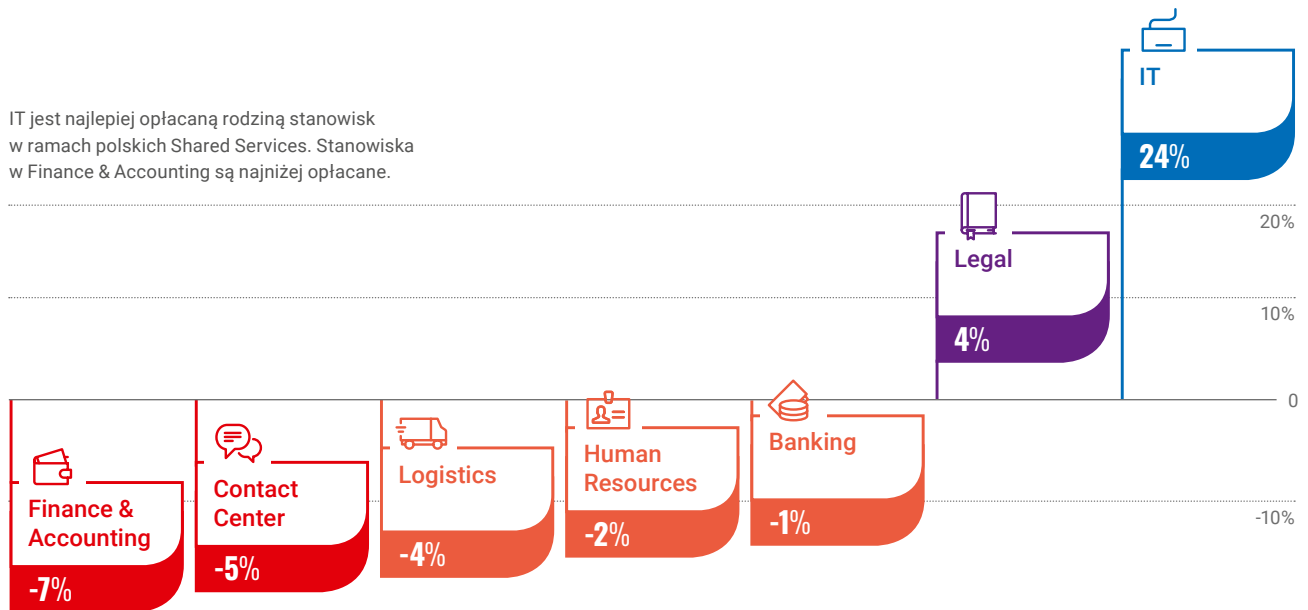 IT jest najlepiej opłacaną rodziną stanowisk
w ramach polskich Shared Services. Stanowiska
w Finance & Accounting są najniżej opłacane.
IT
24%
20%
Legal
10%
4%
0
Finance &
Accounting
-7%
Contact
Center
-5%
Logistics
-4%
Human
Resources
-2%
Banking
-1%
-10%